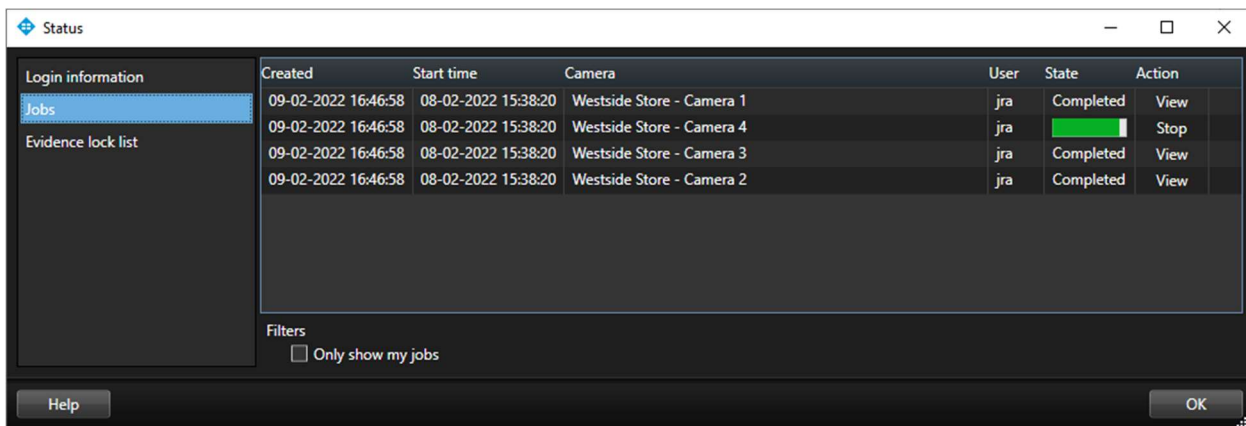 Status
Login information
Jobs
Evidence lock list
Created Start time Camera User State Action
09-02-2022 16:46:58 08-02-2022 15:38:20 Westside Store - Camera 1 jra Completed View
09-02-2022 16:46:58 08-02-2022 15:38:20 Westside Store - Camera 4 jra Stop
09-02-2022 16:46:58 08-02-2022 15:38:20 Westside Store - Camera 3 jra Completed View
09-02-2022 16:46:58 08-02-2022 15:38:20 Westside Store - Camera 2 jra Completed View
Filters
Only show my jobs
Help OK